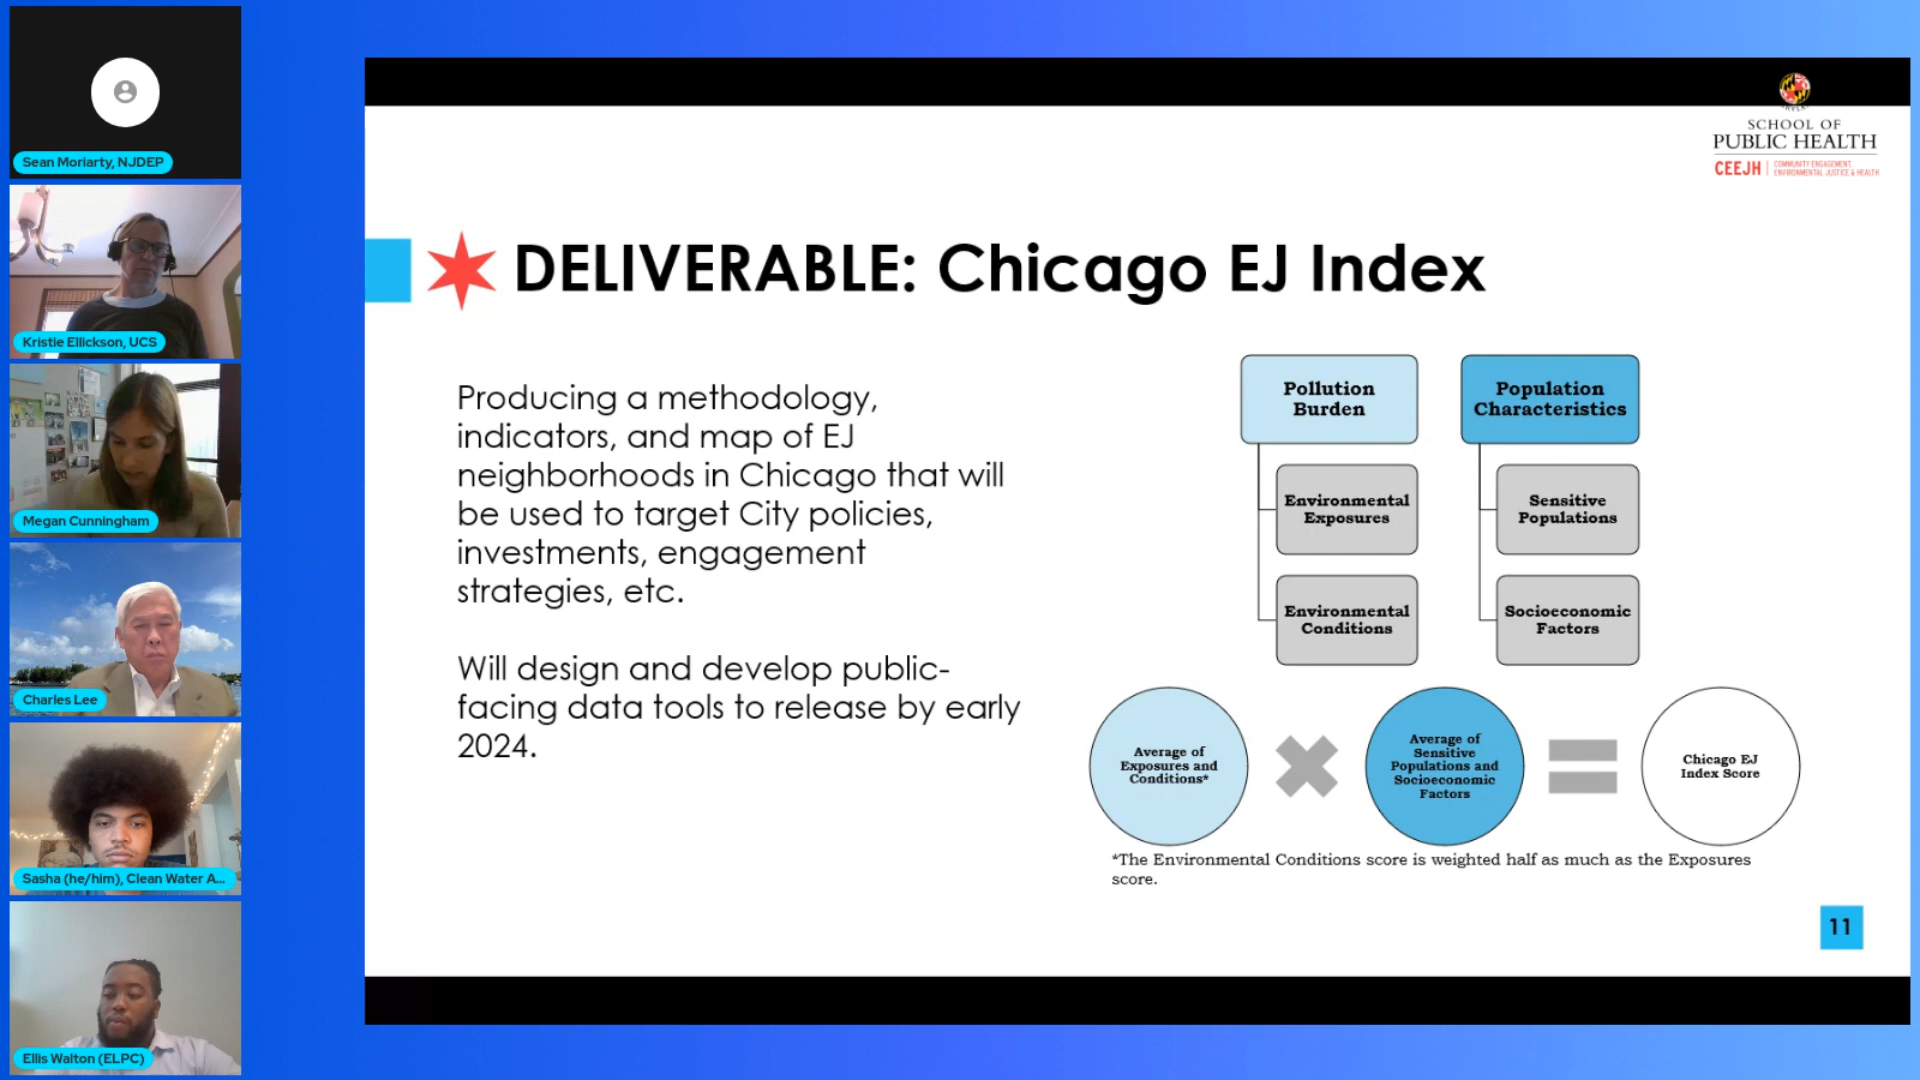 Sean Moriarty, NJDEP
Kristie Ellickson, UCS
Megan Cunningham
Charles Lee
Sasha (he/him), Clean Water A...
Ellis Walton (ELPC)
SCHOOL OF
PUBLIC HEALTH
CEEJH
COMMUNITY ENGAGEMENT,
ENVIRONMENTAL JUSTICE & HEALTH
DELIVERABLE: Chicago EJ Index
Producing a methodology,
indicators, and map of EJ
neighborhoods in Chicago that will
be used to target City policies,
investments, engagement
strategies, etc.
Will design and develop public-
facing data tools to release by early
2024.
Pollution
Burden
Environmental
Exposures
Environmental
Conditions
Population
Characteristics
Sensitive
Populations
Socioeconomic
Factors
Average of
Exposures and
Conditions*
Average of
Sensitive
Populations and
Socioeconomic
Factors
Chicago EJ
Index Score
*The Environmental Conditions score is weighted half as much as the Exposures
score.
11